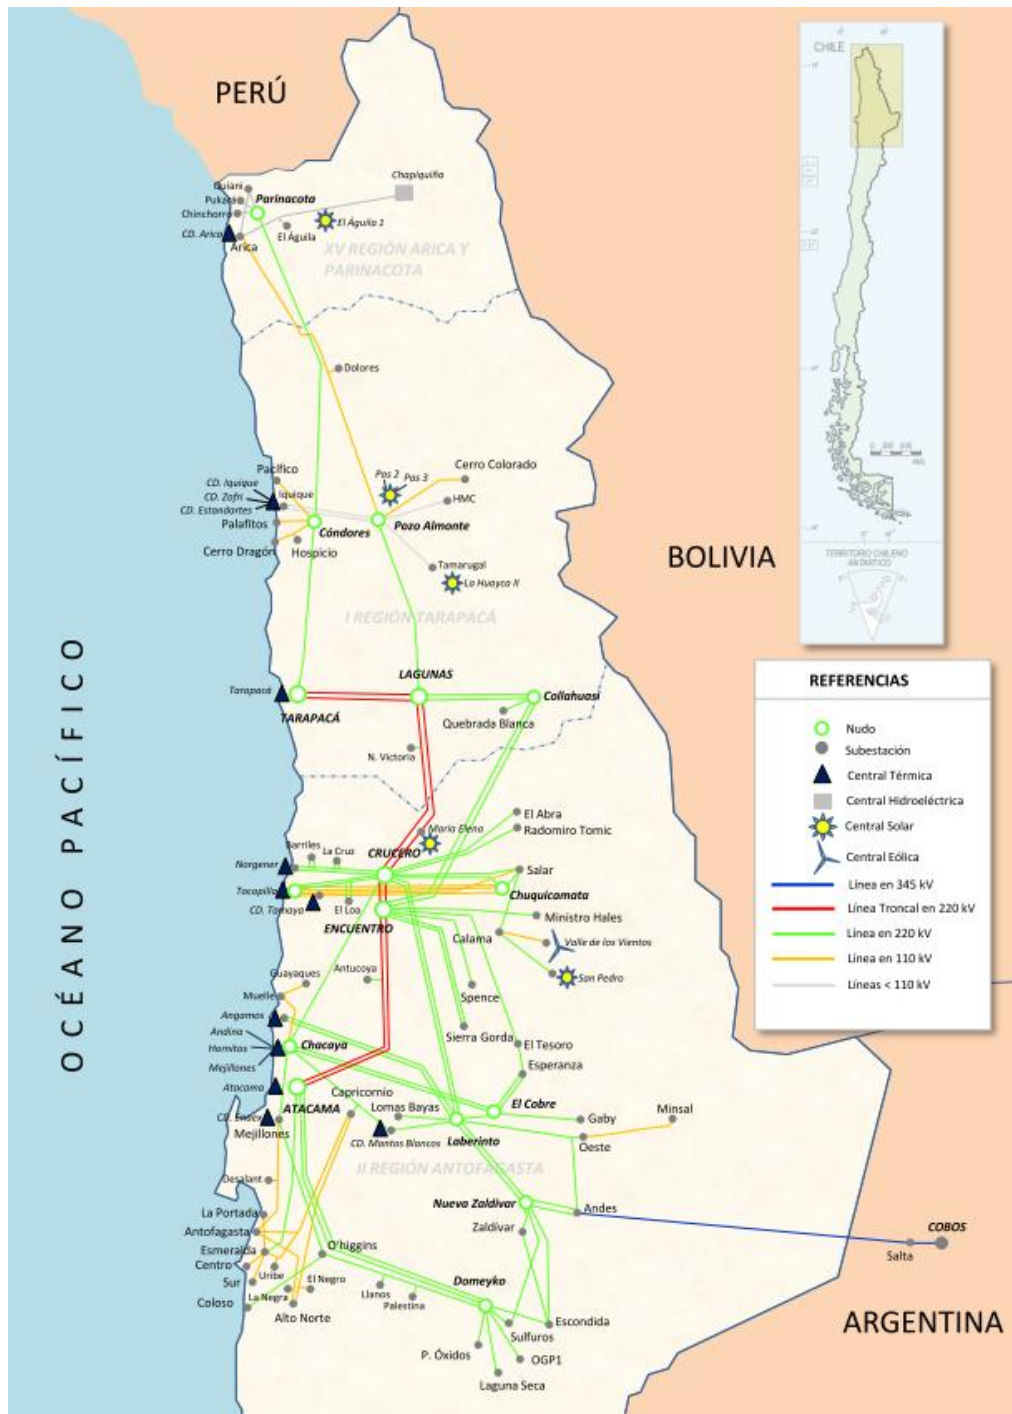 PERÚ
CHILE
Chapiquiña
Guiani
Pukará
Parinacota
Chinchorro
El Águila 1
CD. Arica
El Águila
Arica
XV REGIÓN ARICA Y
PARINACOTA
Dolores
Pacífico
Pas 2
Pas 3
Cerro Colorado
CD. Iquique
CD. Zofri
Iquique
HMC
CD. Estandartes
Palafitos
Cóndores
Pozo Almonte
Cerro Dragón
Hospicio
BOLIVIA
TERRITORIO CHILENO
ANTÁRTICO
Tamarugal
La Huayca II
I REGIÓN TARAPACÁ
OCÉANO PACÍFICO
LAGUNAS
Tarapacá
Collahuasi
TARAPACÁ
Quebrada Blanca
N. Victoria
REFERENCIAS
Nudo
Subestación
Central Térmica
Central Hidroeléctrica
Central Solar
Central Eólica
Línea en 345 kV
Línea Troncal en 220 kV
Línea en 220 kV
Línea en 110 kV
Líneas < 110 kV
El Abra
Maria Elena
Radomiro Tomic
Barriles
La Cruz
CRUCERO
Norgener
Salar
Tocopilla
Chuquicamata
CD. Tamaya
El Loa
ENCUENTRO
Ministro Hales
Calama
Valle de los Vientos
Antucoya
Guayaques
San Pedro
Muelle
Spence
Angamos
Andina
Sierra Gorda
El Tesoro
Hornitos
Chacaya
Mejillones
Esperanza
Atacama
Capricornio
ATACAMA
Lomas Bayas
El Cobre
Minsal
CD. Enaex
Gaby
Mejillones
CD. Mantos Blancos
Laberinto
Oeste
II REGIÓN ANTOFAGASTA
Desalant
La Portada
Nueva Zaldivar
Andes
Antofagasta
Zaldívar
COBOS
Esmeralda
O'higgins
Salta
Centro
Uribe
El Negro
Domeyko
Sur
La Negra
Llanos
Coloso
Palestina
Alto Norte
Escondida
Sulfuros
ARGENTINA
P. Óxidos
OGP1
Laguna Seca